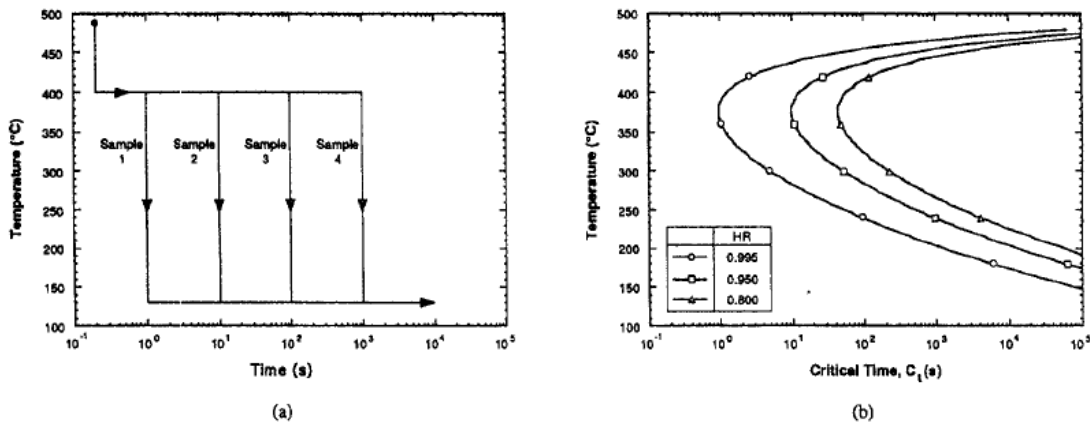 500
450
400
350
300
250
200
150
100
Temperature (°C)
Sample 1
Sample 2
Sample 3
Sample 4
10⁻¹ 10⁰ 10¹ 10² 10³ 10⁴ 10⁵
Time (s)
(a)
500
450
400
350
300
250
200
150
100
Temperature (°C)
HR
0.995
0.950
0.800
10⁻¹ 10⁰ 10¹ 10² 10³ 10⁴ 10⁵
Critical Time, Cₜ(s)
(b)